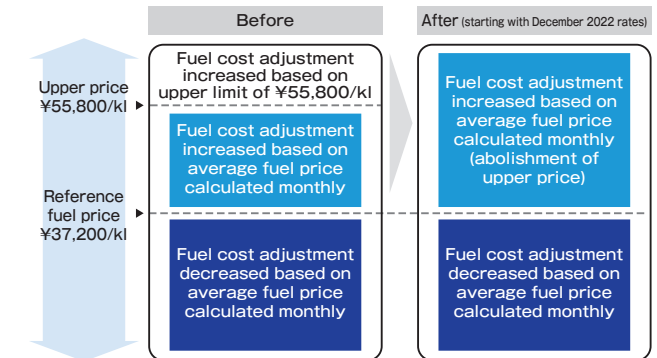 Before
After (starting with December 2022 rates)
Upper price
¥55,800/kl
Reference
fuel price
¥37,200/kl
Fuel cost adjustment
increased based on
upper limit of ¥55,800/kl
Fuel cost adjustment
increased based on
average fuel price
calculated monthly
Fuel cost adjustment
decreased based on
average fuel price
calculated monthly
Fuel cost adjustment
increased based on
average fuel price
calculated monthly
(abolishment of
upper price)
Fuel cost adjustment
decreased based on
average fuel price
calculated monthly